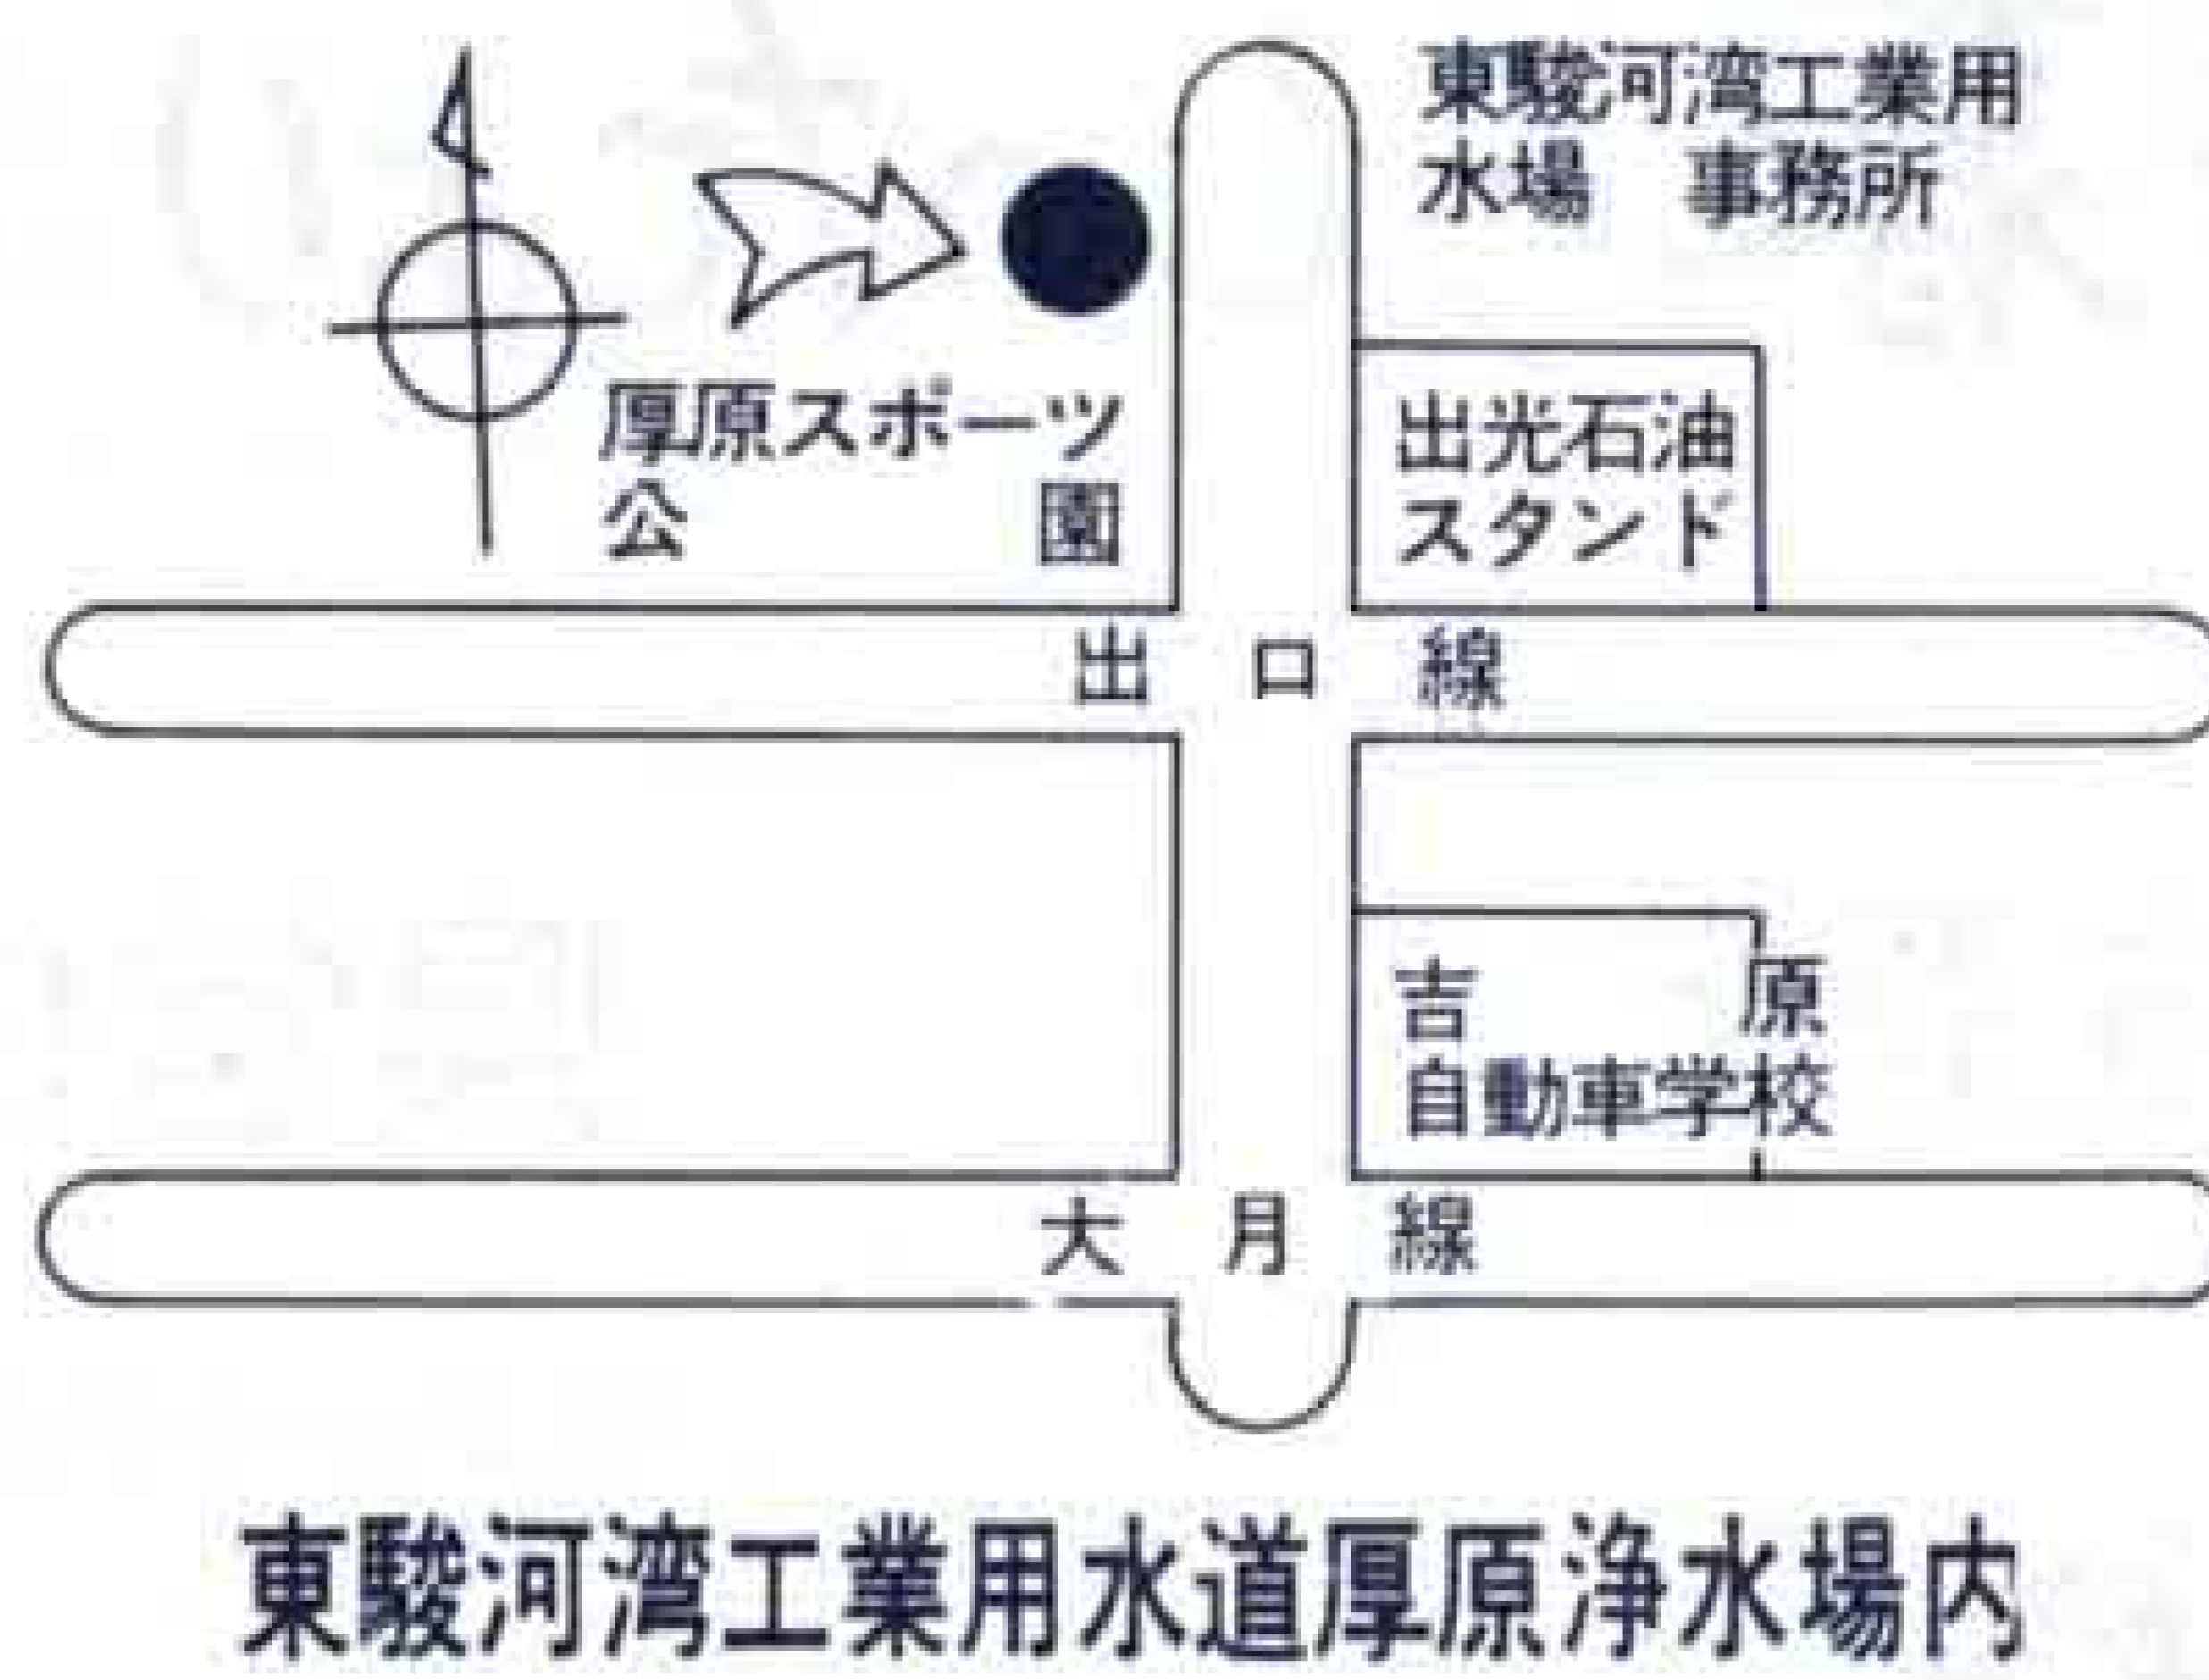 東駿河湾工業用
水場　事務所
厚原スポーツ
公　園
出光石油
スタンド
出口線
吉　原
自動車学校
大月線
東駿河湾工業用水道厚原浄水場内